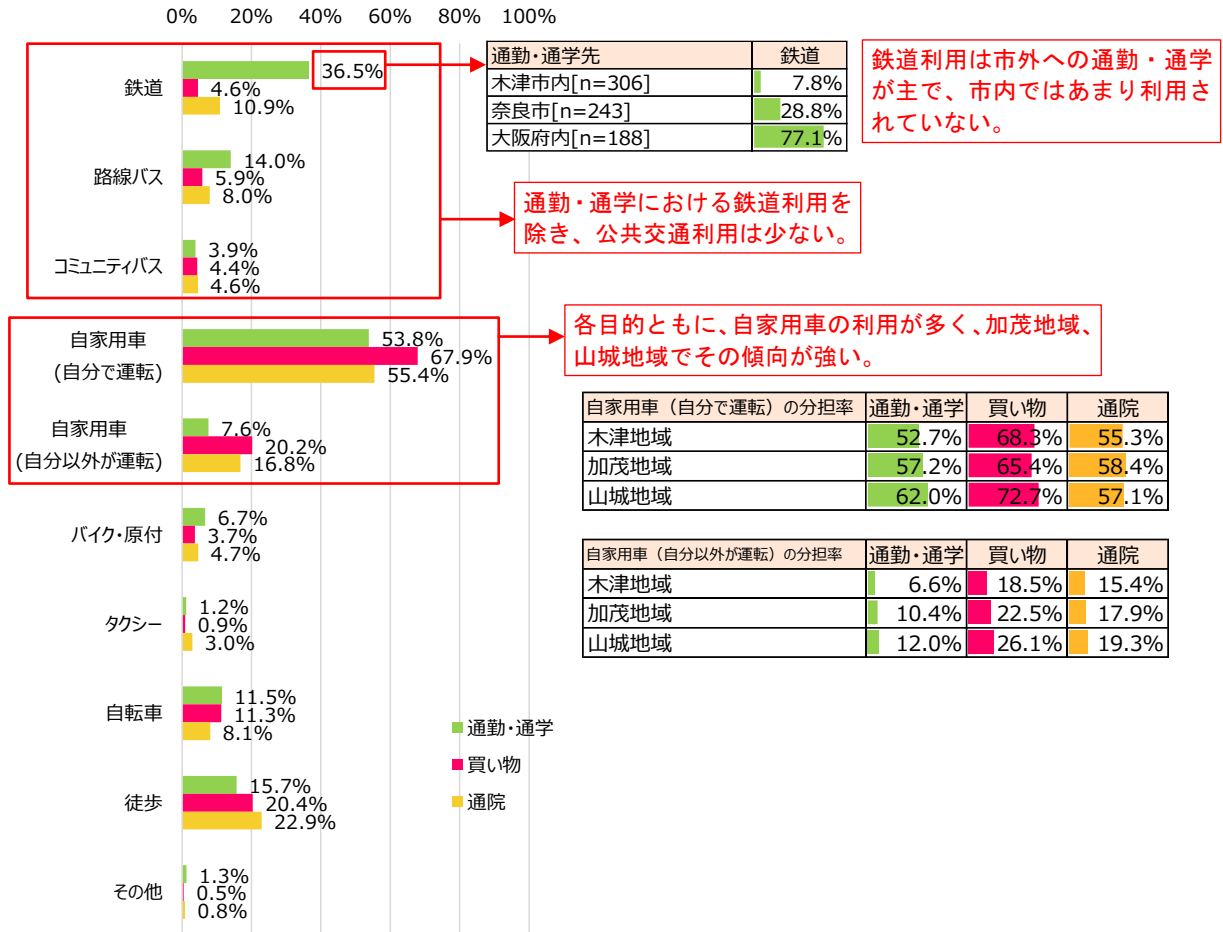 0% 20% 40% 60% 80% 100%
鉄道
36.5%
4.6%
10.9%
路線バス
14.0%
5.9%
8.0%
コミュニティバス
3.9%
4.4%
4.6%
自家用車
(自分で運転)
53.8%
67.9%
55.4%
自家用車
(自分以外が運転)
7.6%
20.2%
16.8%
バイク・原付
6.7%
3.7%
4.7%
タクシー
1.2%
0.9%
3.0%
自転車
11.5%
11.3%
8.1%
徒歩
15.7%
20.4%
22.9%
その他
1.3%
0.5%
0.8%
通勤・通学
買い物
通院
通勤・通学先 鉄道
木津市内[n=306] 7.8%
奈良市[n=243] 28.8%
大阪府内[n=188] 77.1%
鉄道利用は市外への通勤・通学
が主で、市内ではあまり利用さ
れていない。
通勤・通学における鉄道利用を
除き、公共交通利用は少ない。
各目的ともに、自家用車の利用が多く、加茂地域、
山城地域でその傾向が強い。
自家用車（自分で運転）の分担率 通勤・通学 買い物 通院
木津地域 52.7% 68.3% 55.3%
加茂地域 57.2% 65.4% 58.4%
山城地域 62.0% 72.7% 57.1%
自家用車（自分以外が運転）の分担率 通勤・通学 買い物 通院
木津地域 6.6% 18.5% 15.4%
加茂地域 10.4% 22.5% 17.9%
山城地域 12.0% 26.1% 19.3%